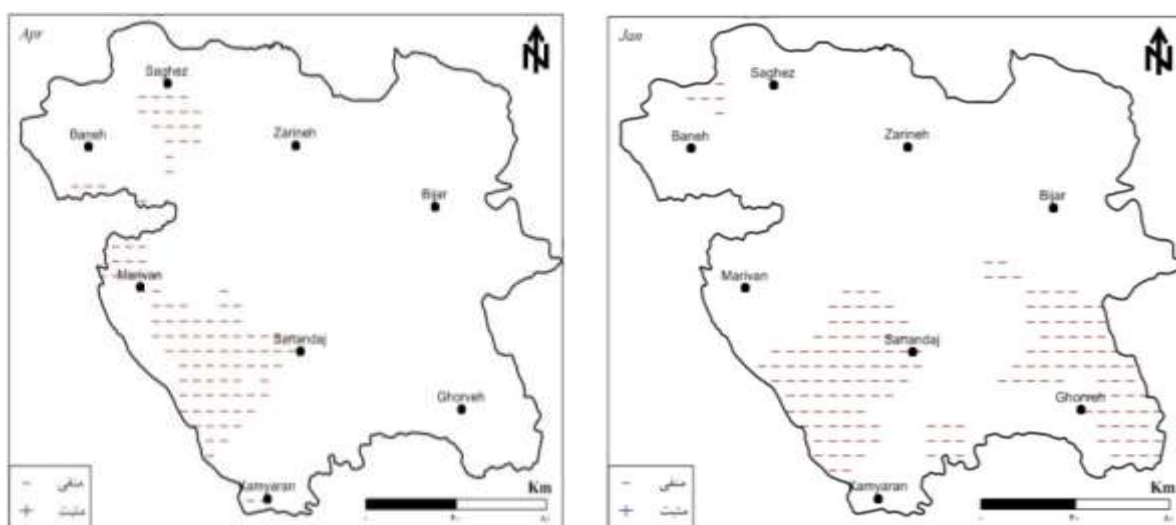 Apr
N
Saghez
Baneh
Zarineh
Bijar
Marivan
Sanandaj
Ghorveh
Kamyaran
منفی -
مثبت +
Km
Jan
N
Saghez
Baneh
Zarineh
Bijar
Marivan
Sanandaj
Ghorveh
Kamyaran
منفی -
مثبت +
Km